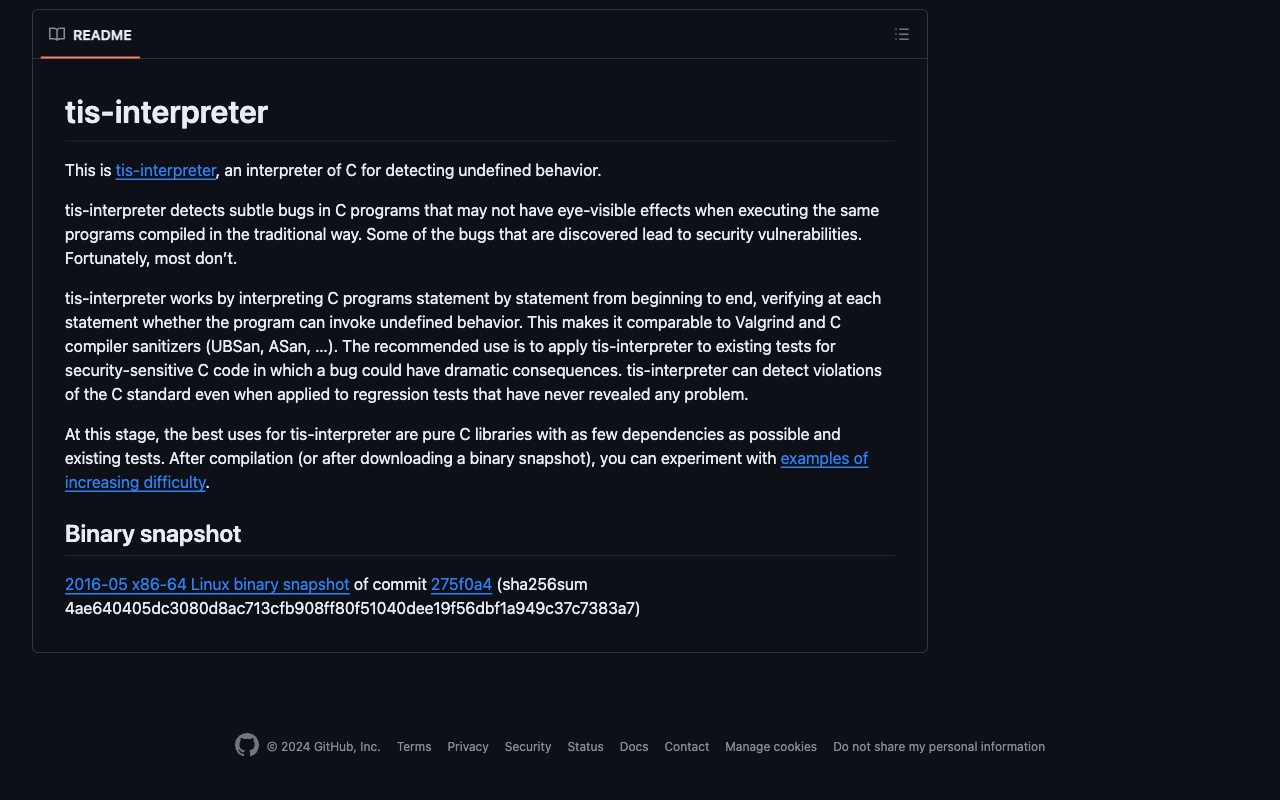 README
tis-interpreter
This is tis-interpreter, an interpreter of C for detecting undefined behavior.
tis-interpreter detects subtle bugs in C programs that may not have eye-visible effects when executing the same
programs compiled in the traditional way. Some of the bugs that are discovered lead to security vulnerabilities.
Fortunately, most don't.
tis-interpreter works by interpreting C programs statement by statement from beginning to end, verifying at each
statement whether the program can invoke undefined behavior. This makes it comparable to Valgrind and C
compiler sanitizers (UBSan, ASan, …). The recommended use is to apply tis-interpreter to existing tests for
security-sensitive C code in which a bug could have dramatic consequences. tis-interpreter can detect violations
of the C standard even when applied to regression tests that have never revealed any problem.
At this stage, the best uses for tis-interpreter are pure C libraries with as few dependencies as possible and
existing tests. After compilation (or after downloading a binary snapshot), you can experiment with examples of
increasing difficulty.
Binary snapshot
2016-05 x86-64 Linux binary snapshot of commit 275f0a4 (sha256sum
4ae640405dc3080d8ac713cfb908ff80f51040dee19f56dbf1a949c37c7383a7)
© 2024 GitHub, Inc. Terms Privacy Security Status Docs Contact Manage cookies Do not share my personal information